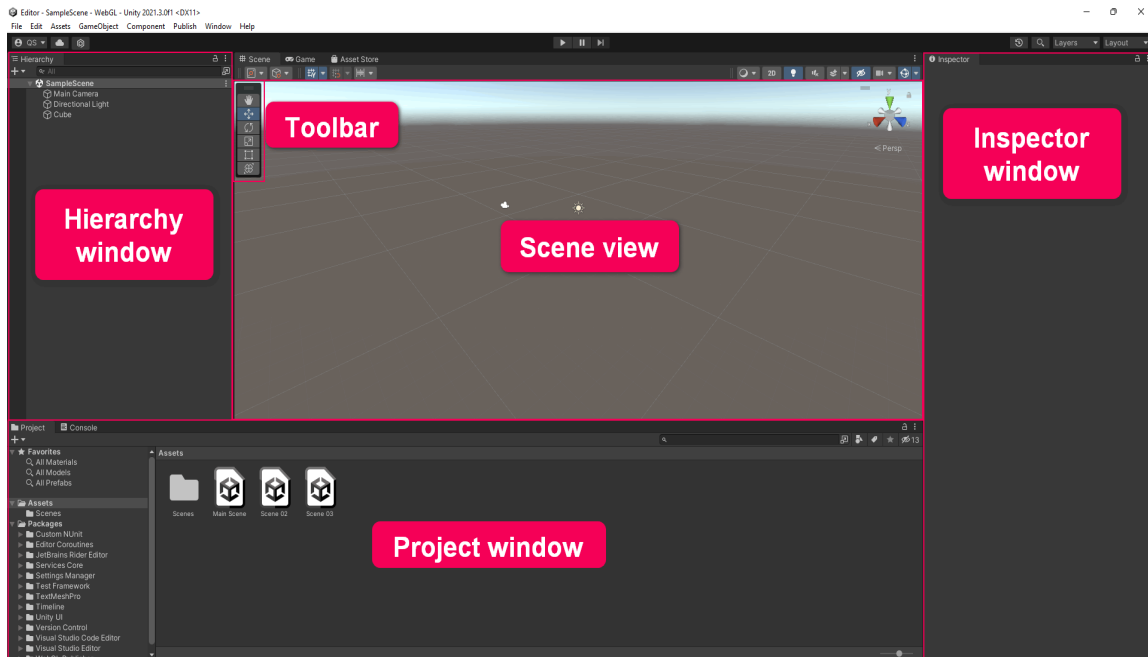 Editor - SampleScene - WebGL - Unity 2021.3.0f1 <DX11>
File Edit Assets GameObject Component Publish Window Help
QS
Layers Layout
Hierarchy
Scene Game Asset Store
Inspector
All
2D
SampleScene
Main Camera
Directional Light
Cube
Toolbar
Persp
Inspector
window
Hierarchy
window
Scene view
Project Console
13
Favorites
All Materials
All Models
All Prefabs
Assets
Scenes
Packages
Custom NUnit
Editor Coroutines
JetBrains Rider Editor
Services Core
Settings Manager
Test Framework
TextMeshPro
Timeline
Unity UI
Version Control
Visual Studio Code Editor
Visual Studio Editor
Assets
Scenes Main Scene Scene 02 Scene 03
Project window